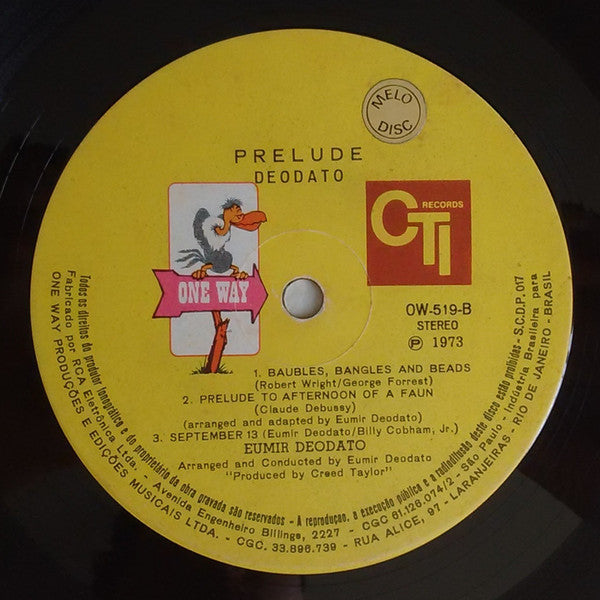 MELO
DISC
PRELUDE
DEODATO
CTI
RECORDS
ONE WAY
OW-519-B
STEREO
Ⓟ 1973
1. BAUBLES, BANGLES AND BEADS
(Robert Wright/George Forrest)
2. PRELUDE TO AFTERNOON OF A FAUN
(Claude Debussy)
(arranged and adapted by Eumir Deodato)
3. SEPTEMBER 13 (Eumir Deodato/Billy Cobham, Jr.)
EUMIR DEODATO
Arranged and Conducted by Eumir Deodato
"Produced by Creed Taylor"
Todos os direitos do produtor fonográfico e do proprietário da obra gravada são reservados - A reproduçao, a execução pública e a radiodifusão deste disco estão proibidas - S.C.D.P. 017
Fabricado por RCA Eletrônica Ltda. - Avenida Engenheiro Billings, 2227 - CGC 61.126.074/2 - São Paulo - Indústria Brasileira para
ONE WAY PRODUÇÕES E EDIÇÕES MUSICAIS LTDA. - CGC. 33.896.739 - RUA ALICE, 97 - LARANJEIRAS - RIO DE JANEIRO - BRASIL